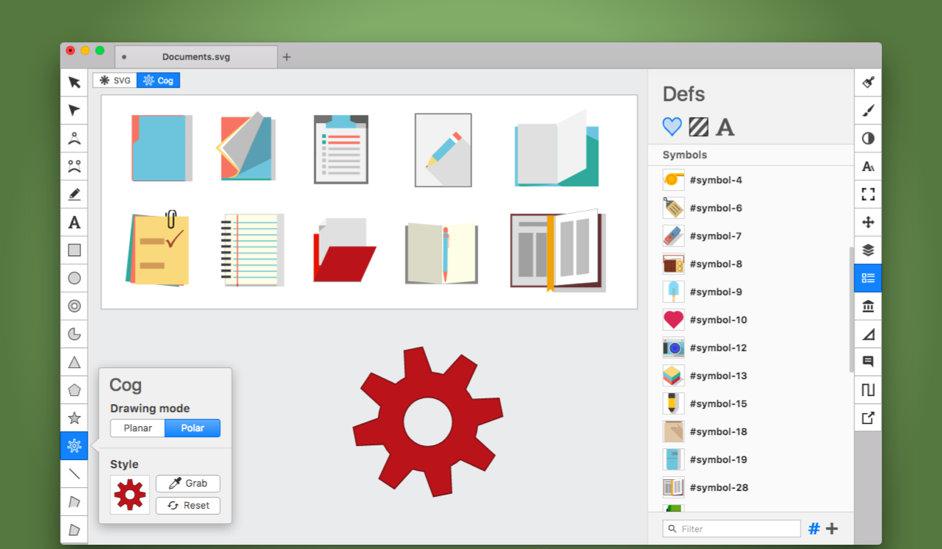 Documents.svg
SVG
Cog
Defs
A
Symbols
#symbol-4
#symbol-6
#symbol-7
#symbol-8
#symbol-9
#symbol-10
#symbol-12
#symbol-13
#symbol-15
#symbol-18
#symbol-19
#symbol-28
Filter
#
A
Cog
Drawing mode
Planar Polar
Style
Grab
Reset